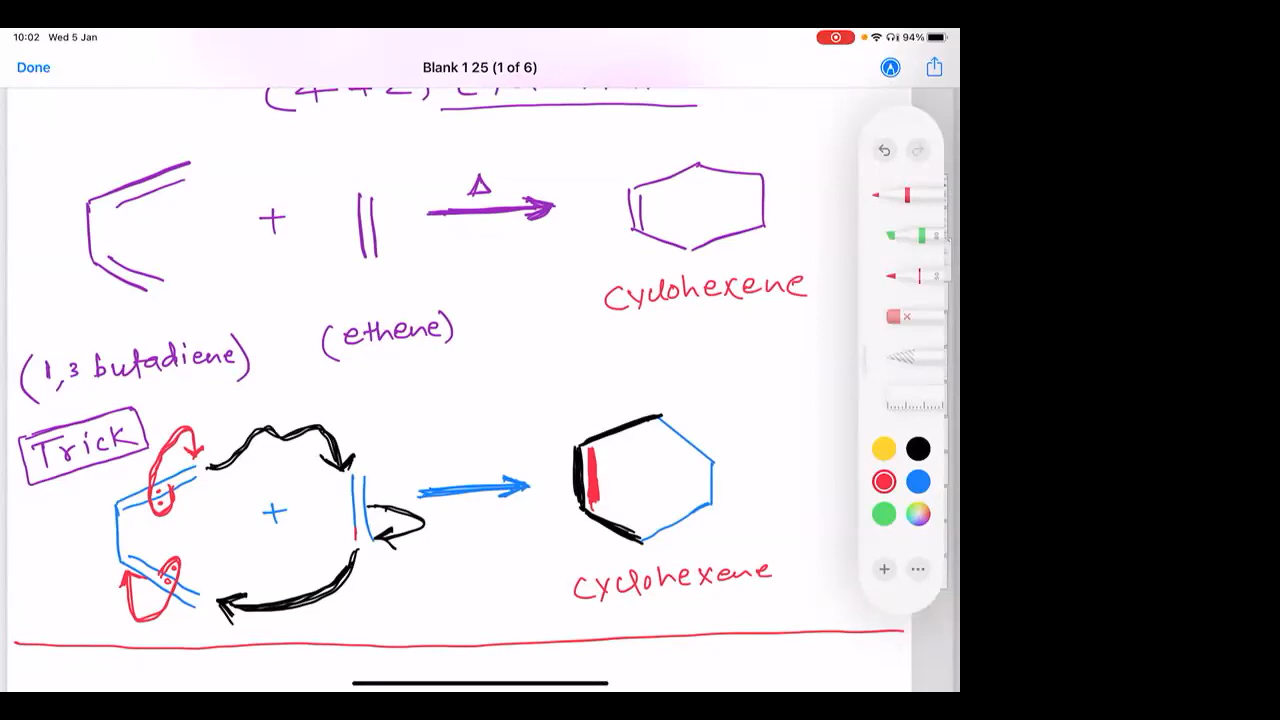 10:02 Wed 5 Jan
94%
Done
Blank 1 25 (1 of 6)
+
Δ
cyclohexene
(1,3 butadiene)
(ethene)
Trick
+
cyclohexene